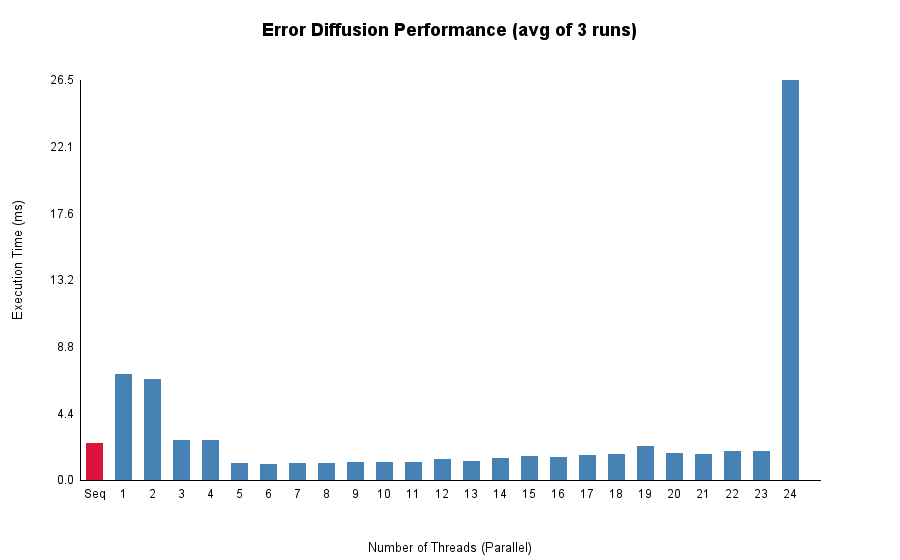 Error Diffusion Performance (avg of 3 runs)
26.5
22.1
17.6
13.2
8.8
4.4
0.0
Execution Time (ms)
Seq 1 2 3 4 5 6 7 8 9 10 11 12 13 14 15 16 17 18 19 20 21 22 23 24
Number of Threads (Parallel)